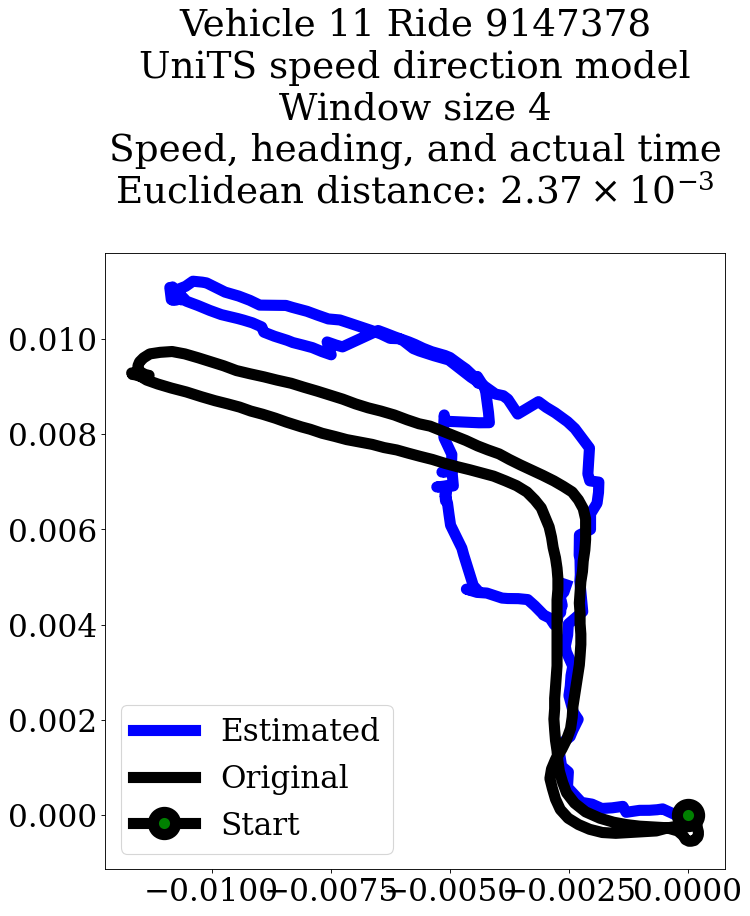 Vehicle 11 Ride 9147378
UniTS speed direction model
Window size 4
Speed, heading, and actual time
Euclidean distance: 2.37 × 10⁻³
0.010
0.008
0.006
0.004
0.002
0.000
Estimated
Original
Start
−0.0100 −0.0075 −0.0050 −0.0025 0.0000